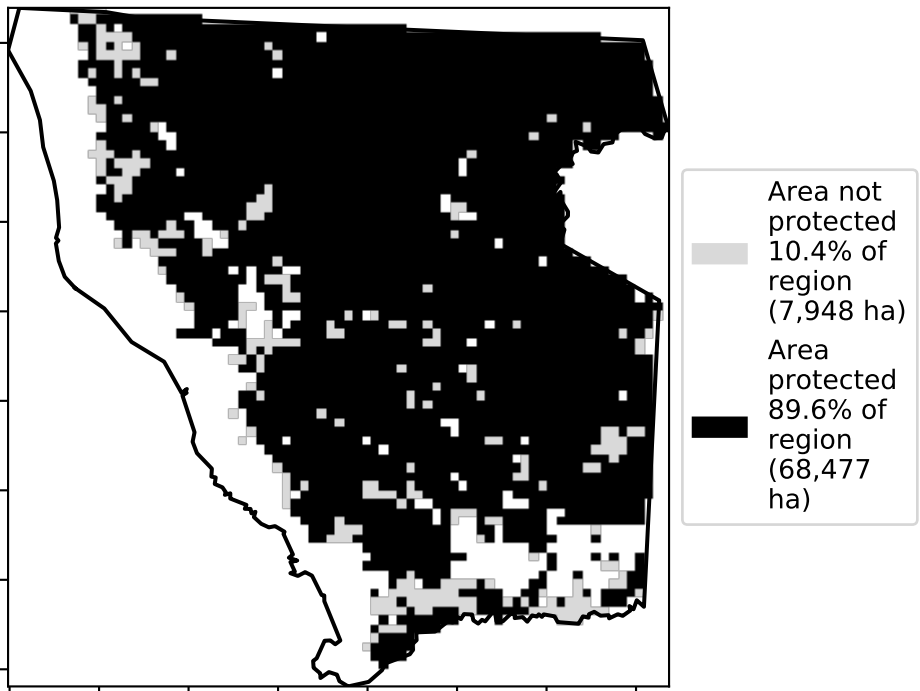 Area not
protected
10.4% of
region
(7,948 ha)
Area
protected
89.6% of
region
(68,477
ha)